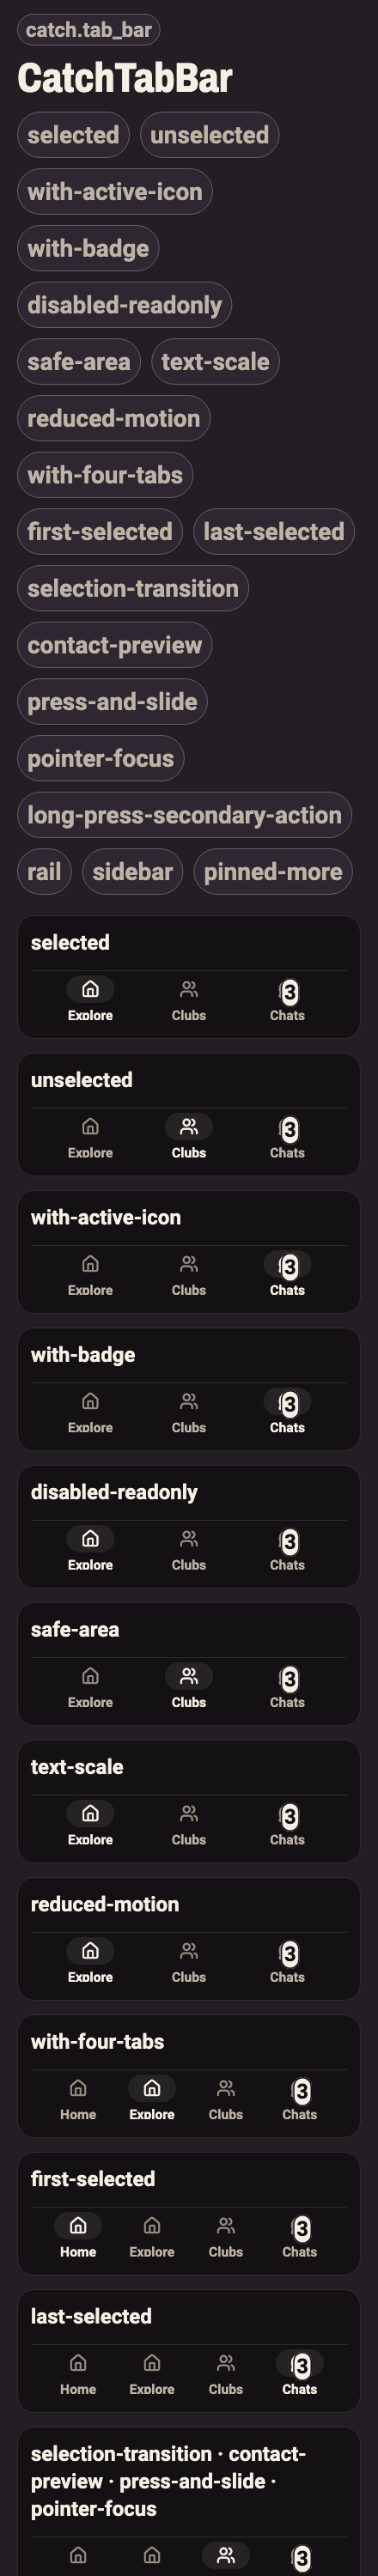 catch.tab_bar
CatchTabBar
selected unselected
with-active-icon
with-badge
disabled-readonly
safe-area text-scale
reduced-motion
with-four-tabs
first-selected last-selected
selection-transition
contact-preview
press-and-slide
pointer-focus
long-press-secondary-action
rail sidebar pinned-more
selected
3
Explore Clubs Chats
unselected
3
Explore Clubs Chats
with-active-icon
3
Explore Clubs Chats
with-badge
3
Explore Clubs Chats
disabled-readonly
3
Explore Clubs Chats
safe-area
3
Explore Clubs Chats
text-scale
3
Explore Clubs Chats
reduced-motion
3
Explore Clubs Chats
with-four-tabs
3
Home Explore Clubs Chats
first-selected
3
Home Explore Clubs Chats
last-selected
3
Home Explore Clubs Chats
selection-transition · contact-
preview · press-and-slide ·
pointer-focus
3